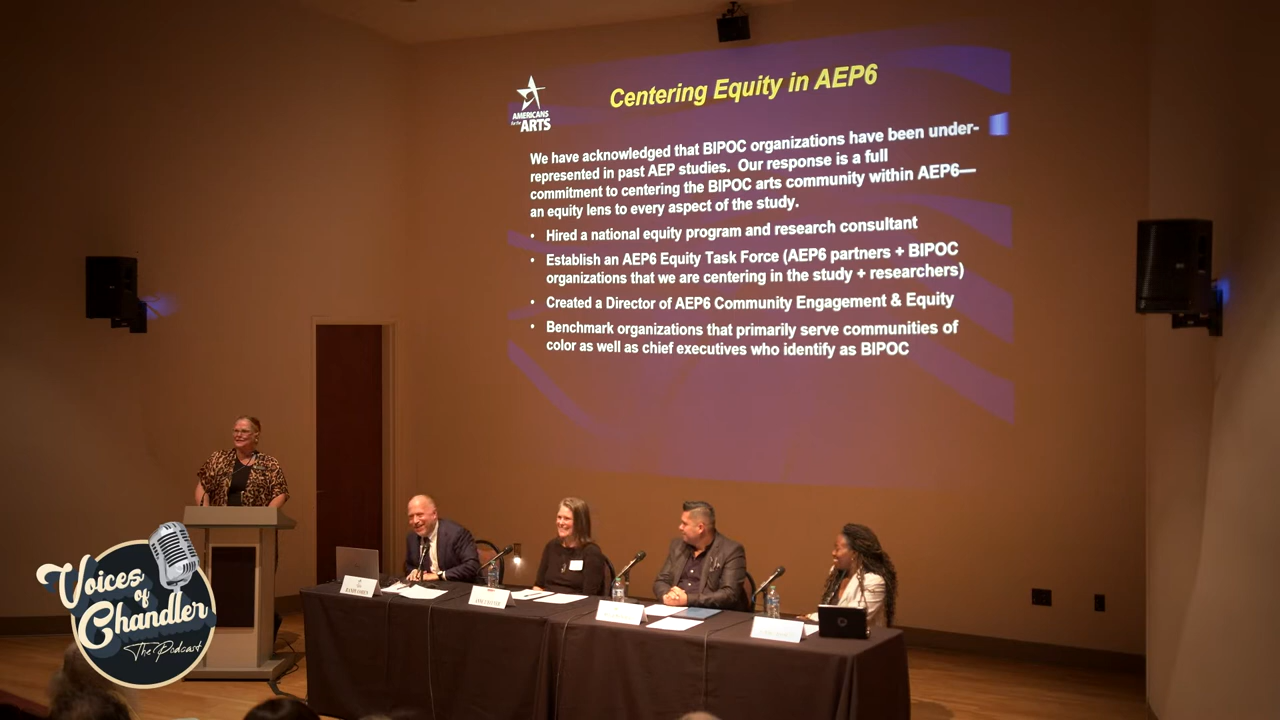 Centering Equity in AEP6
AMERICANS
for the
ARTS
We have acknowledged that BIPOC organizations have been under-
represented in past AEP studies. Our response is a full
commitment to centering the BIPOC arts community within AEP6—
an equity lens to every aspect of the study.
• Hired a national equity program and research consultant
• Establish an AEP6 Equity Task Force (AEP6 partners + BIPOC
organizations that we are centering in the study + researchers)
• Created a Director of AEP6 Community Engagement & Equity
• Benchmark organizations that primarily serve communities of
color as well as chief executives who identify as BIPOC
Voices
of
Chandler
The Podcast